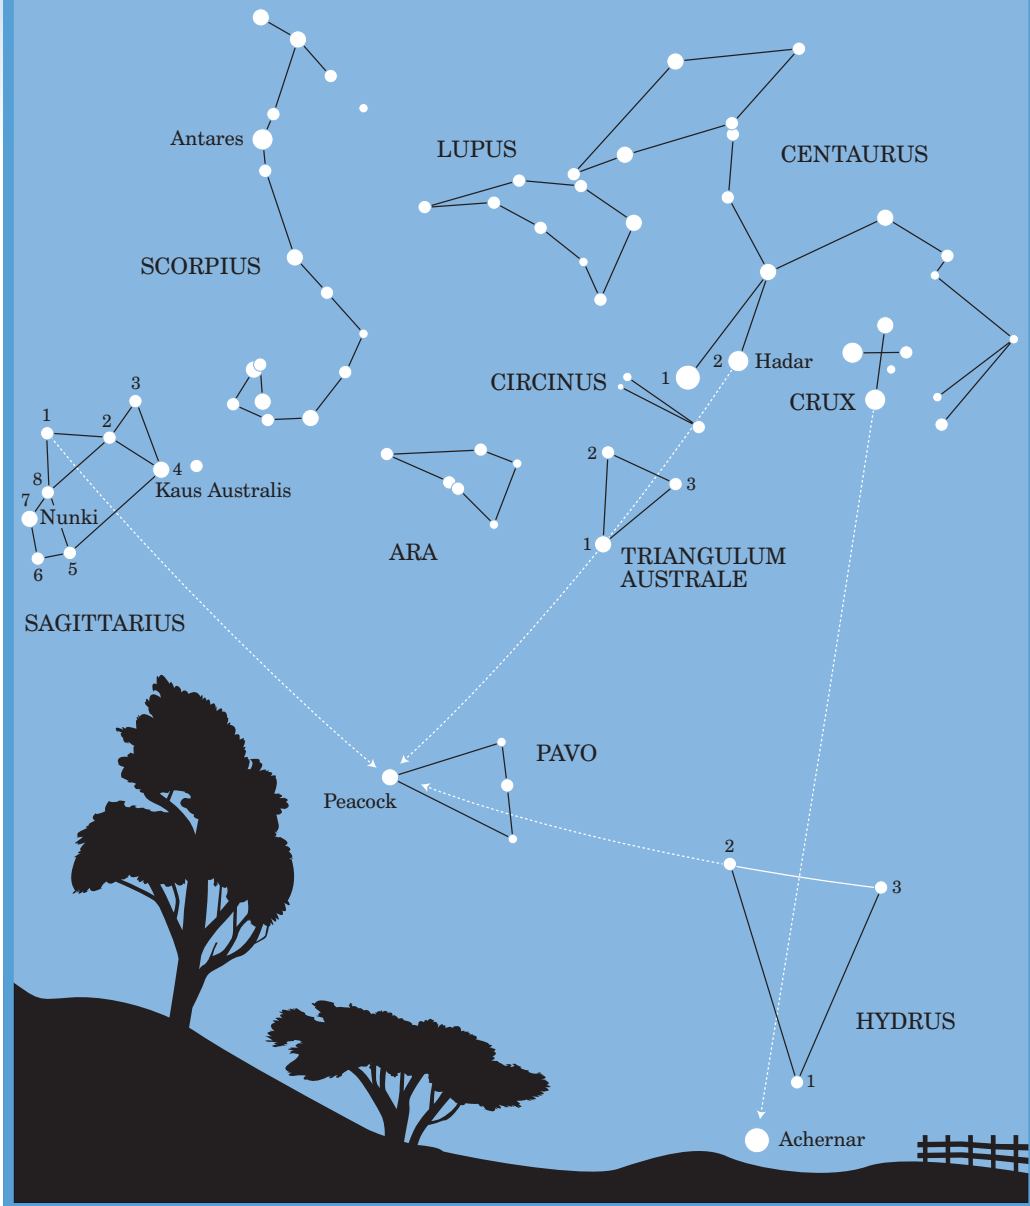 Antares
LUPUS
CENTAURUS
SCORPIUS
2
Hadar
1
CIRCINUS
CRUX
3
1
2
4
Kaus Australis
8
7
Nunki
6
5
SAGITTARIUS
2
3
1
ARA
TRIANGULUM
AUSTRALE
PAVO
Peacock
2
3
HYDRUS
1
Achernar